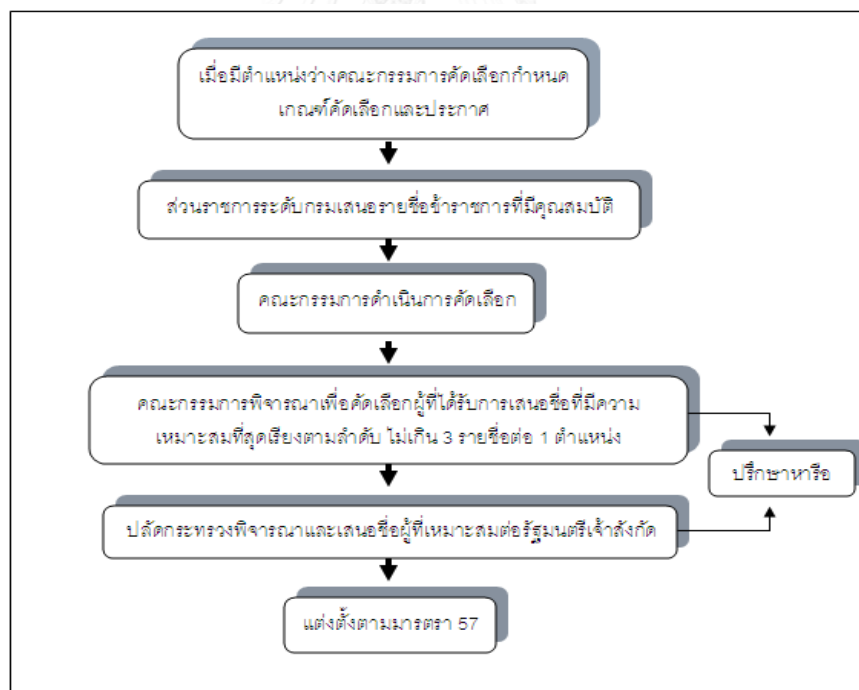 เมื่อมีตำแหน่งว่างคณะกรรมการคัดเลือกกำหนด
เกณฑ์คัดเลือกและประกาศ
ส่วนราชการระดับกรมเสนอรายชื่อข้าราชการที่มีคุณสมบัติ
คณะกรรมการดำเนินการคัดเลือก
คณะกรรมการพิจารณาเพื่อคัดเลือกผู้ที่ได้รับการเสนอชื่อที่มีความ
เหมาะสมที่สุดเรียงตามลำดับ ไม่เกิน 3 รายชื่อต่อ 1 ตำแหน่ง
ปรึกษาหารือ
ปลัดกระทรวงพิจารณาและเสนอชื่อผู้ที่เหมาะสมต่อรัฐมนตรีเจ้าสังกัด
แต่งตั้งตามมารตรา 57